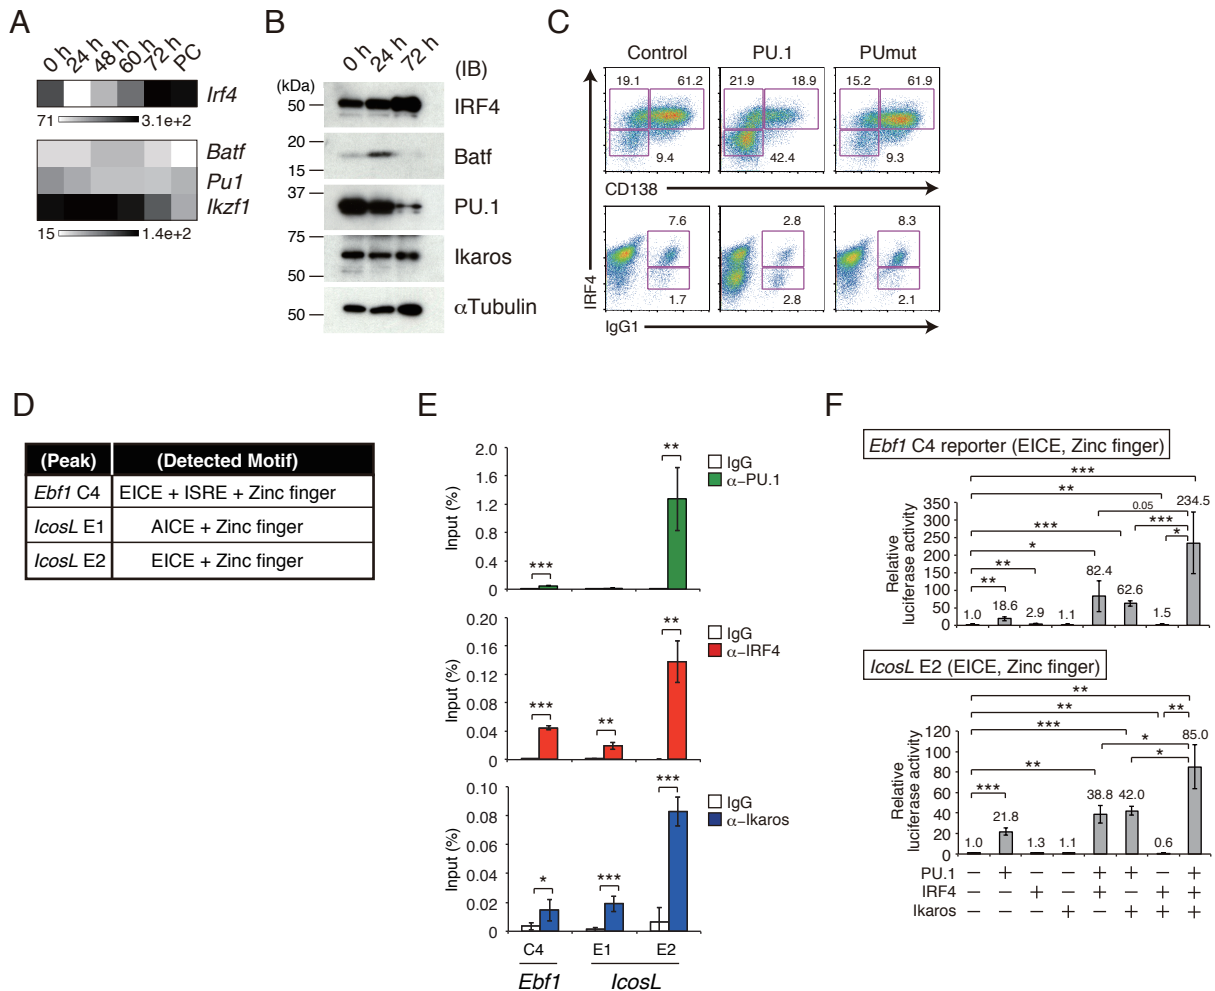 A
0 h 24 h 48 h 60 h 72 h PC
Irf4
71 3.1e+2
Batf
Pu1
Ikzf1
15 1.4e+2
B
0 h 24 h 72 h
(IB)
(kDa)
50 IRF4
20
15
Batf
37
PU.1
75
50
Ikaros
50 αTubulin
C
Control PU.1 PUmut
19.1 61.2 21.9 18.9 15.2 61.9
9.4 42.4 9.3
CD138
7.6 2.8 8.3
1.7 2.8 2.1
IRF4
IgG1
D
(Peak) (Detected Motif)
Ebf1 C4 EICE + ISRE + Zinc finger
IcosL E1 AICE + Zinc finger
IcosL E2 EICE + Zinc finger
E
Input (%)
2.0
1.6
1.2
0.8
0.4
0
***
**
IgG
α-PU.1
Input (%)
0.20
0.16
0.12
0.08
0.04
0
***
**
**
IgG
α-IRF4
Input (%)
0.10
0.08
0.06
0.04
0.02
0
*
***
***
IgG
α-Ikaros
C4 E1 E2
Ebf1 IcosL
F
Ebf1 C4 reporter (EICE, Zinc finger)
Relative
luciferase activity
350
300
250
200
150
100
50
0
***
**
0.05
***
***
*
*
**
**
1.0 18.6 2.9 1.1 82.4 62.6 1.5 234.5
IcosL E2 (EICE, Zinc finger)
Relative
luciferase activity
120
100
80
60
40
20
0
**
**
**
***
*
*
**
***
1.0 21.8 1.3 1.1 38.8 42.0 0.6 85.0
PU.1 − + − − + + − +
IRF4 − − + − + − + +
Ikaros − − − + − + + +